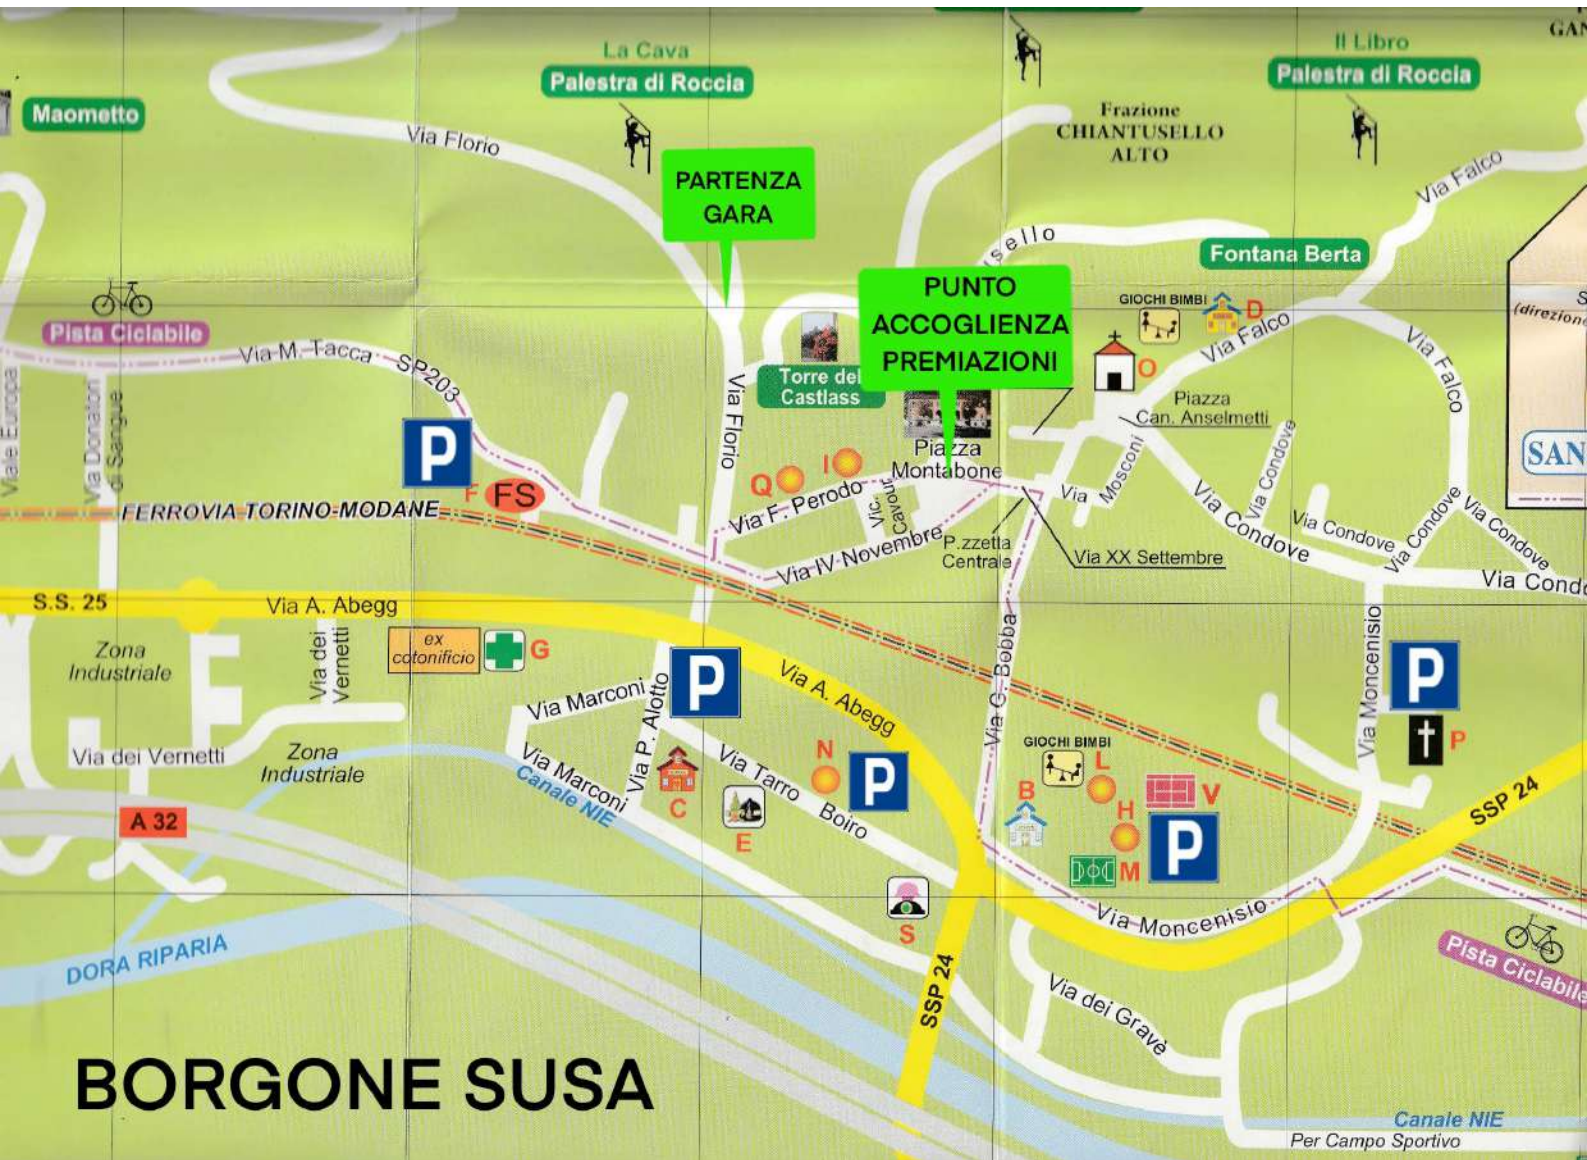 GAN
La Cava
Palestra di Roccia
Il Libro
Palestra di Roccia
Maometto
Frazione
CHIANTUSELLO
ALTO
Via Florio
Via Falco
PARTENZA
GARA
sello
Fontana Berta
PUNTO
ACCOGLIENZA
PREMIAZIONI
GIOCHI BIMBI
D
(direzione
Pista Ciclabile
Via M. Tacca
SP203
Torre del
Castlass
O
Via Falco
Via Falco
Piazza
Can. Anselmetti
Viale Europa
Via Donatori
di Sangue
Via Florio
P
F
FS
Q
I
Piazza
Montabone
Via Mosconi
Via Condove
SAN
FERROVIA TORINO-MODANE
Via F. Perodo
Vic. Cavour
Via IV Novembre
P.zzetta
Centrale
Via XX Settembre
Via Condove
Via Condove
Via Condove
Via Condove
Via Condo
S.S. 25
Via A. Abegg
Zona
Industriale
Via dei
Vernetti
ex
cotonificio
G
Via Marconi
Via P. Alotto
P
Via A. Abegg
Via G. Bobba
Via Moncenisio
P
P
Via dei Vernetti
Zona
Industriale
Via Marconi
Canale NIE
C
Via Tarro Boiro
E
N
P
GIOCHI BIMBI
L
B
H
V
M
P
SSP 24
A 32
S
Via Moncenisio
DORA RIPARIA
SSP 24
Via dei Gravè
Pista Ciclabile
BORGONE SUSA
Canale NIE
Per Campo Sportivo